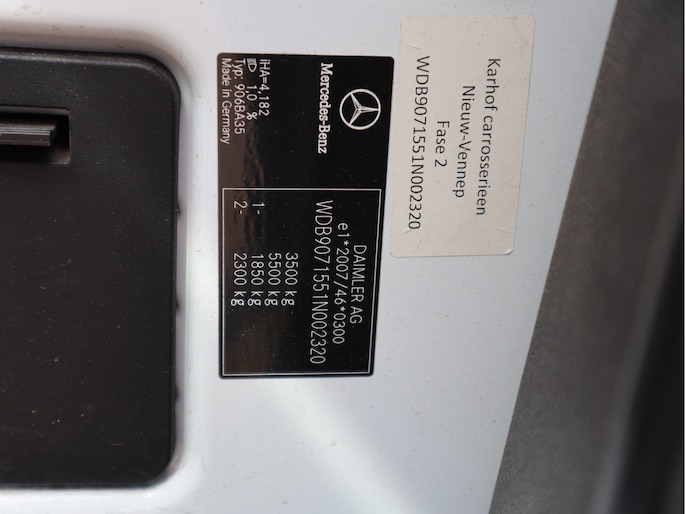 Karhof carrosserieen
Nieuw-Vennep
Fase 2
WDB9071551N002320
Mercedes-Benz
iHA=4,182
1,0 %
Typ: 906BA35
Made in Germany
DAIMLER AG
e1*2007/46*0300
WDB9071551N002320
3500 kg
5500 kg
1- 1850 kg
2- 2300 kg